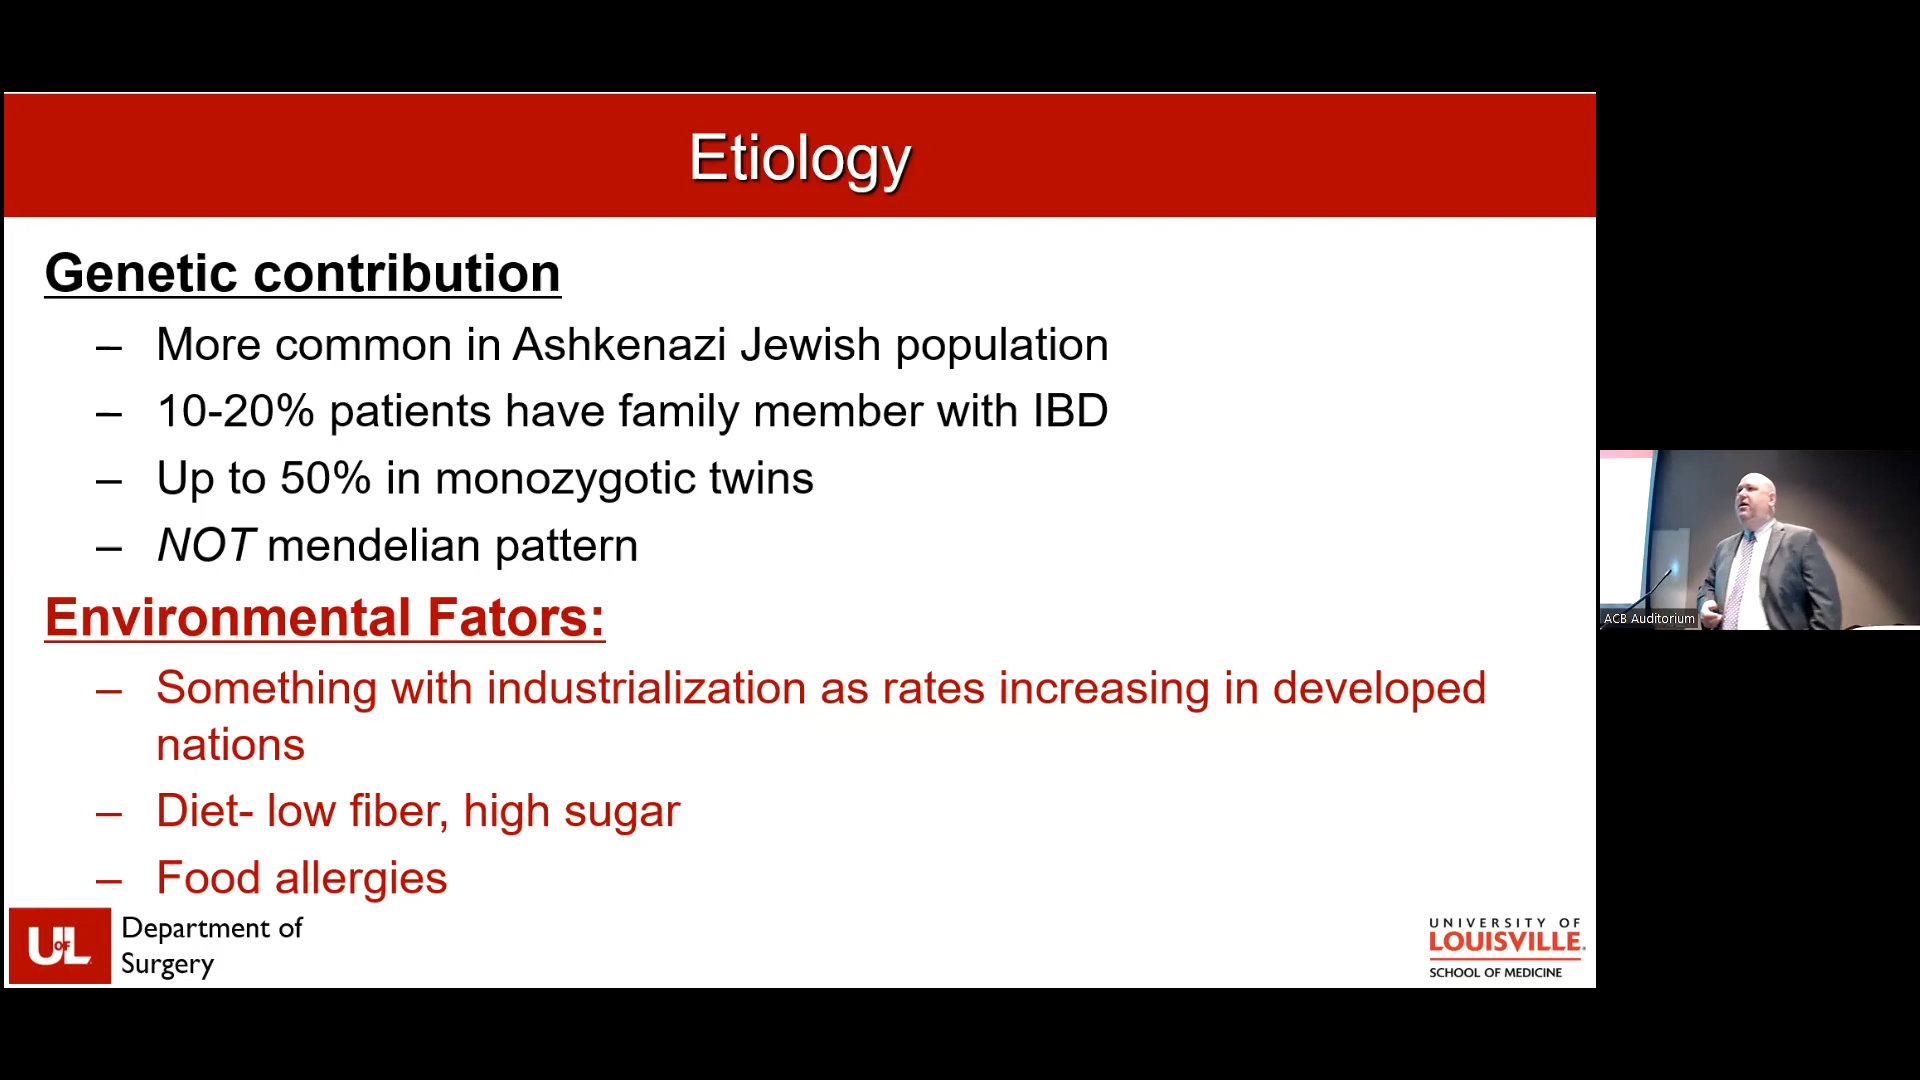 Etiology
Genetic contribution
– More common in Ashkenazi Jewish population
– 10-20% patients have family member with IBD
– Up to 50% in monozygotic twins
– NOT mendelian pattern
Environmental Fators:
– Something with industrialization as rates increasing in developed
nations
– Diet- low fiber, high sugar
– Food allergies
UofL
Department of
Surgery
UNIVERSITY OF
LOUISVILLE.
SCHOOL OF MEDICINE
ACB Auditorium